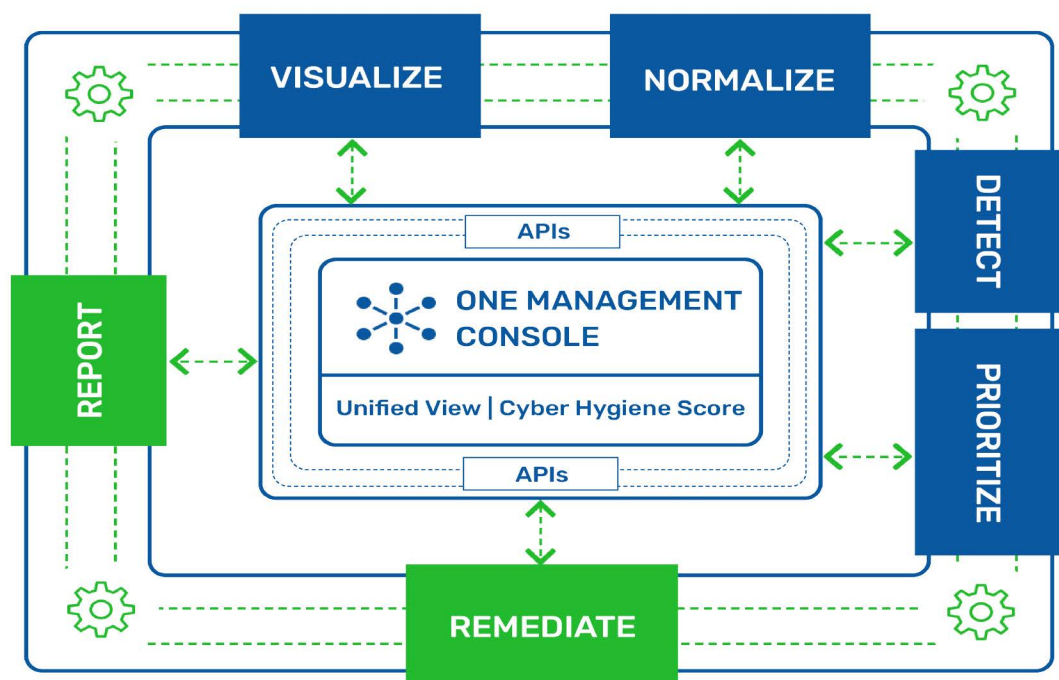 VISUALIZE
NORMALIZE
DETECT
PRIORITIZE
REMEDIATE
REPORT
APIs
ONE MANAGEMENT
CONSOLE
Unified View | Cyber Hygiene Score
APIs